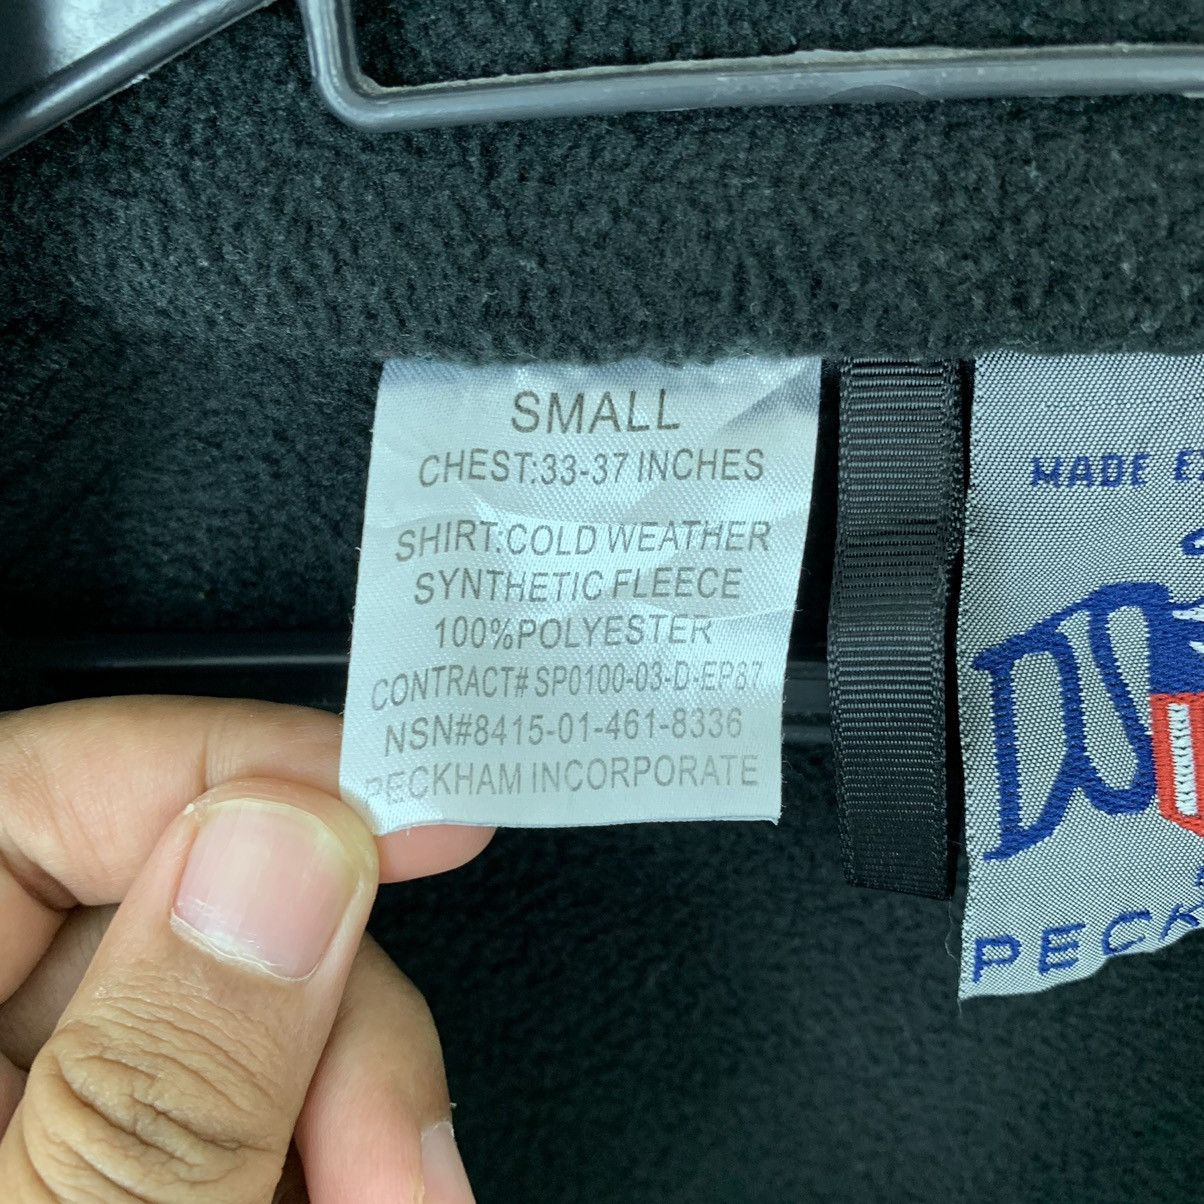 SMALL
CHEST:33-37 INCHES
SHIRT:COLD WEATHER
SYNTHETIC FLEECE
100%POLYESTER
CONTRACT# SP0100-03-D-EP87
NSN#8415-01-461-8336
PECKHAM INCORPORATE
MADE
DS
PECK